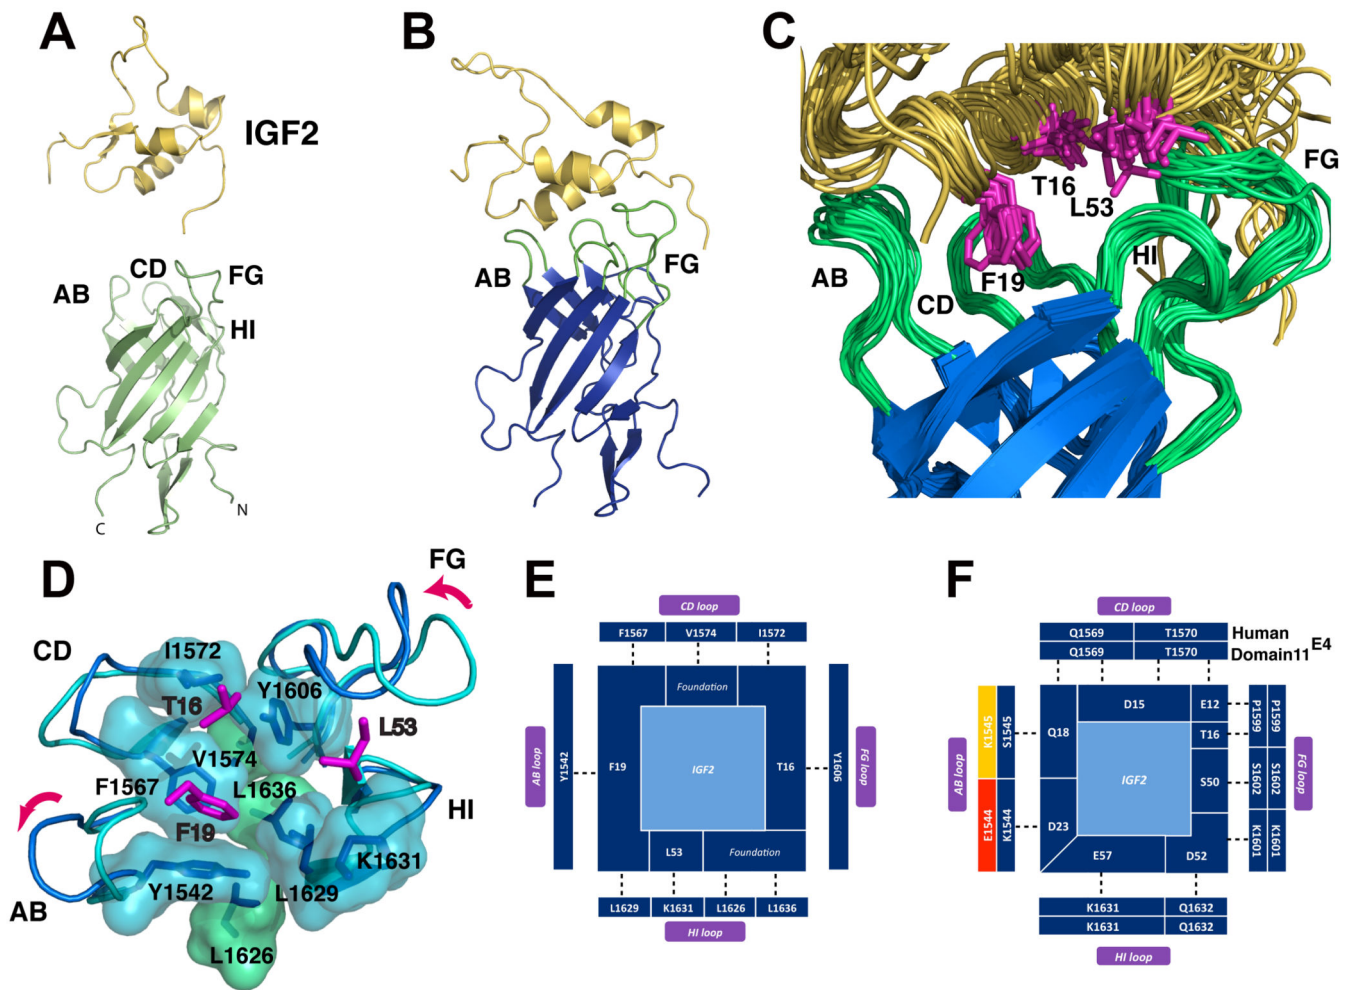 A
IGF2
AB
CD
FG
HI
C
N
B
AB
FG
C
T16
L53
FG
AB
CD
F19
HI
D
FG
CD
I1572
T16
Y1606
L53
V1574
F1567
L1636
HI
F19
K1631
Y1542
L1629
AB
L1626
E
CD loop
F1567 V1574 I1572
Foundation
AB loop
Y1542
F19
IGF2
T16
Y1606
FG loop
L53
Foundation
L1629 K1631 L1626 L1636
HI loop
F
CD loop
Q1569 T1570 Human
Q1569 T1570 Domain11E4
D15
E12
K1545 S1545
Q18
T16
P1599 P1599
AB loop
IGF2
S50
S1602 S1602
FG loop
E1544 K1544
D23
K1601 K1601
E57
D52
K1631 Q1632
K1631 Q1632
HI loop